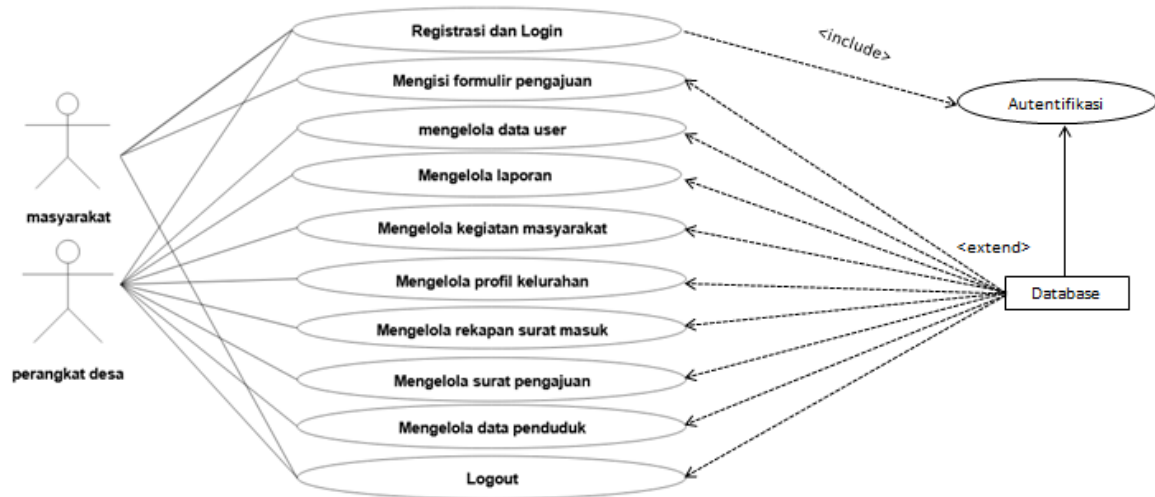 Registrasi dan Login
<include>
Mengisi formulir pengajuan
Autentifikasi
mengelola data user
Mengelola laporan
masyarakat
Mengelola kegiatan masyarakat
<extend>
Mengelola profil kelurahan
Database
Mengelola rekapan surat masuk
perangkat desa
Mengelola surat pengajuan
Mengelola data penduduk
Logout